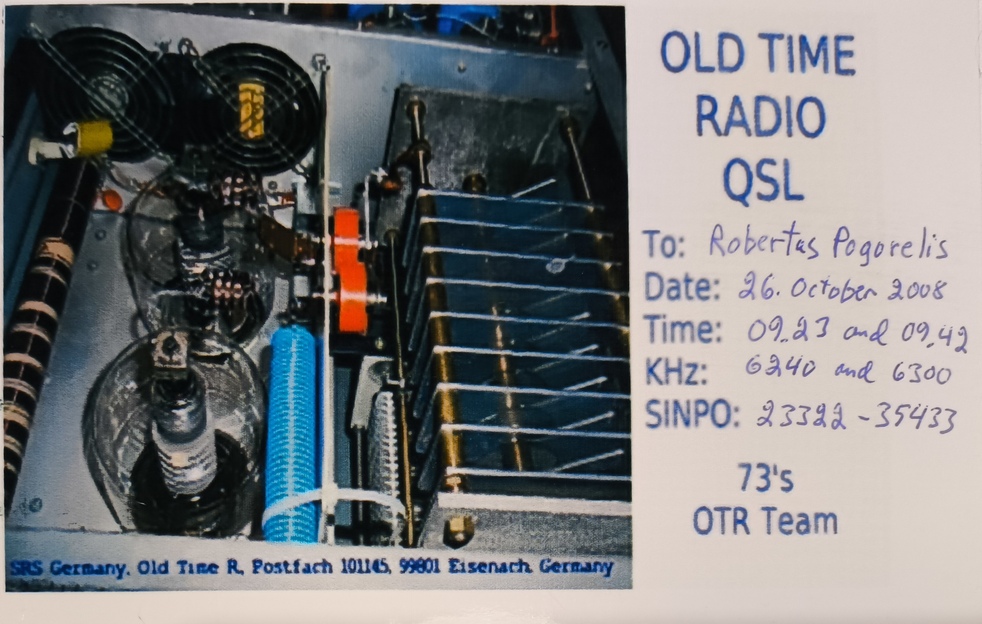 OLD TIME
RADIO
QSL
To: Robertas Pogorelis
Date: 26. October 2008
Time: 09.23 and 09.42
KHz: 6240 and 6300
SINPO: 23322 - 35433
73's
OTR Team
SRS Germany, Old Time R, Postfach 101145, 99801 Eisenach, Germany